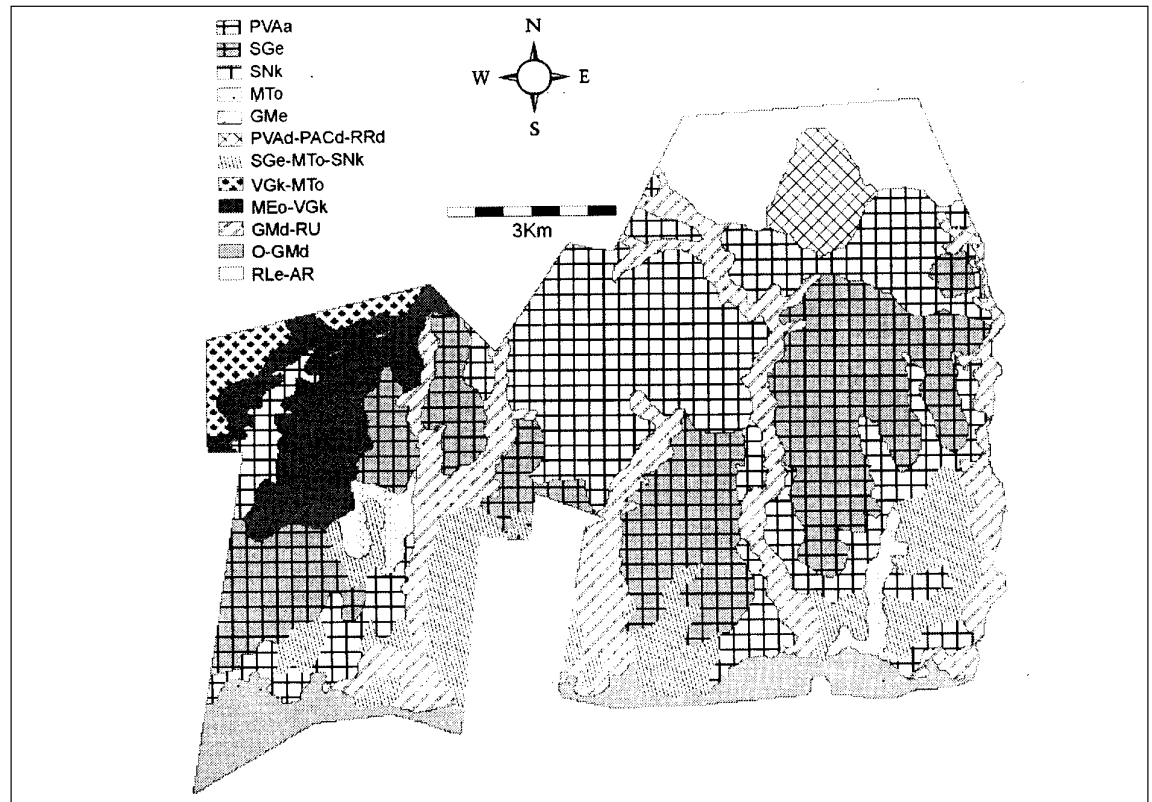 PVAa
SGe
SNk
MTo
GMe
PVAd-PACd-RRd
SGe-MTo-SNk
VGk-MTo
MEo-VGk
GMd-RU
O-GMd
RLe-AR
N
W E
S
3Km